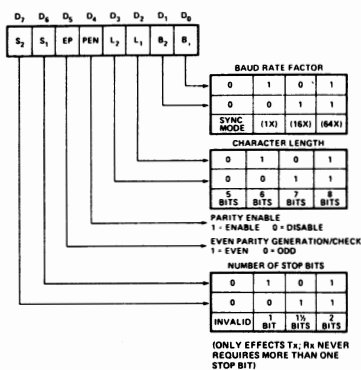 D₇ D₆ D₅ D₄ D₃ D₂ D₁ D₀
S₂ S₁ EP PEN L₂ L₁ B₂ B₁
BAUD RATE FACTOR
0 1 0 1
0 0 1 1
SYNC MODE (1X) (16X) (64X)
CHARACTER LENGTH
0 1 0 1
0 0 1 1
5 BITS 6 BITS 7 BITS 8 BITS
PARITY ENABLE
1 = ENABLE 0 = DISABLE
EVEN PARITY GENERATION/CHECK
1 = EVEN 0 = ODD
NUMBER OF STOP BITS
0 1 0 1
0 0 1 1
INVALID 1 BIT 1½ BITS 2 BITS
(ONLY EFFECTS Tx; Rx NEVER
REQUIRES MORE THAN ONE
STOP BIT)